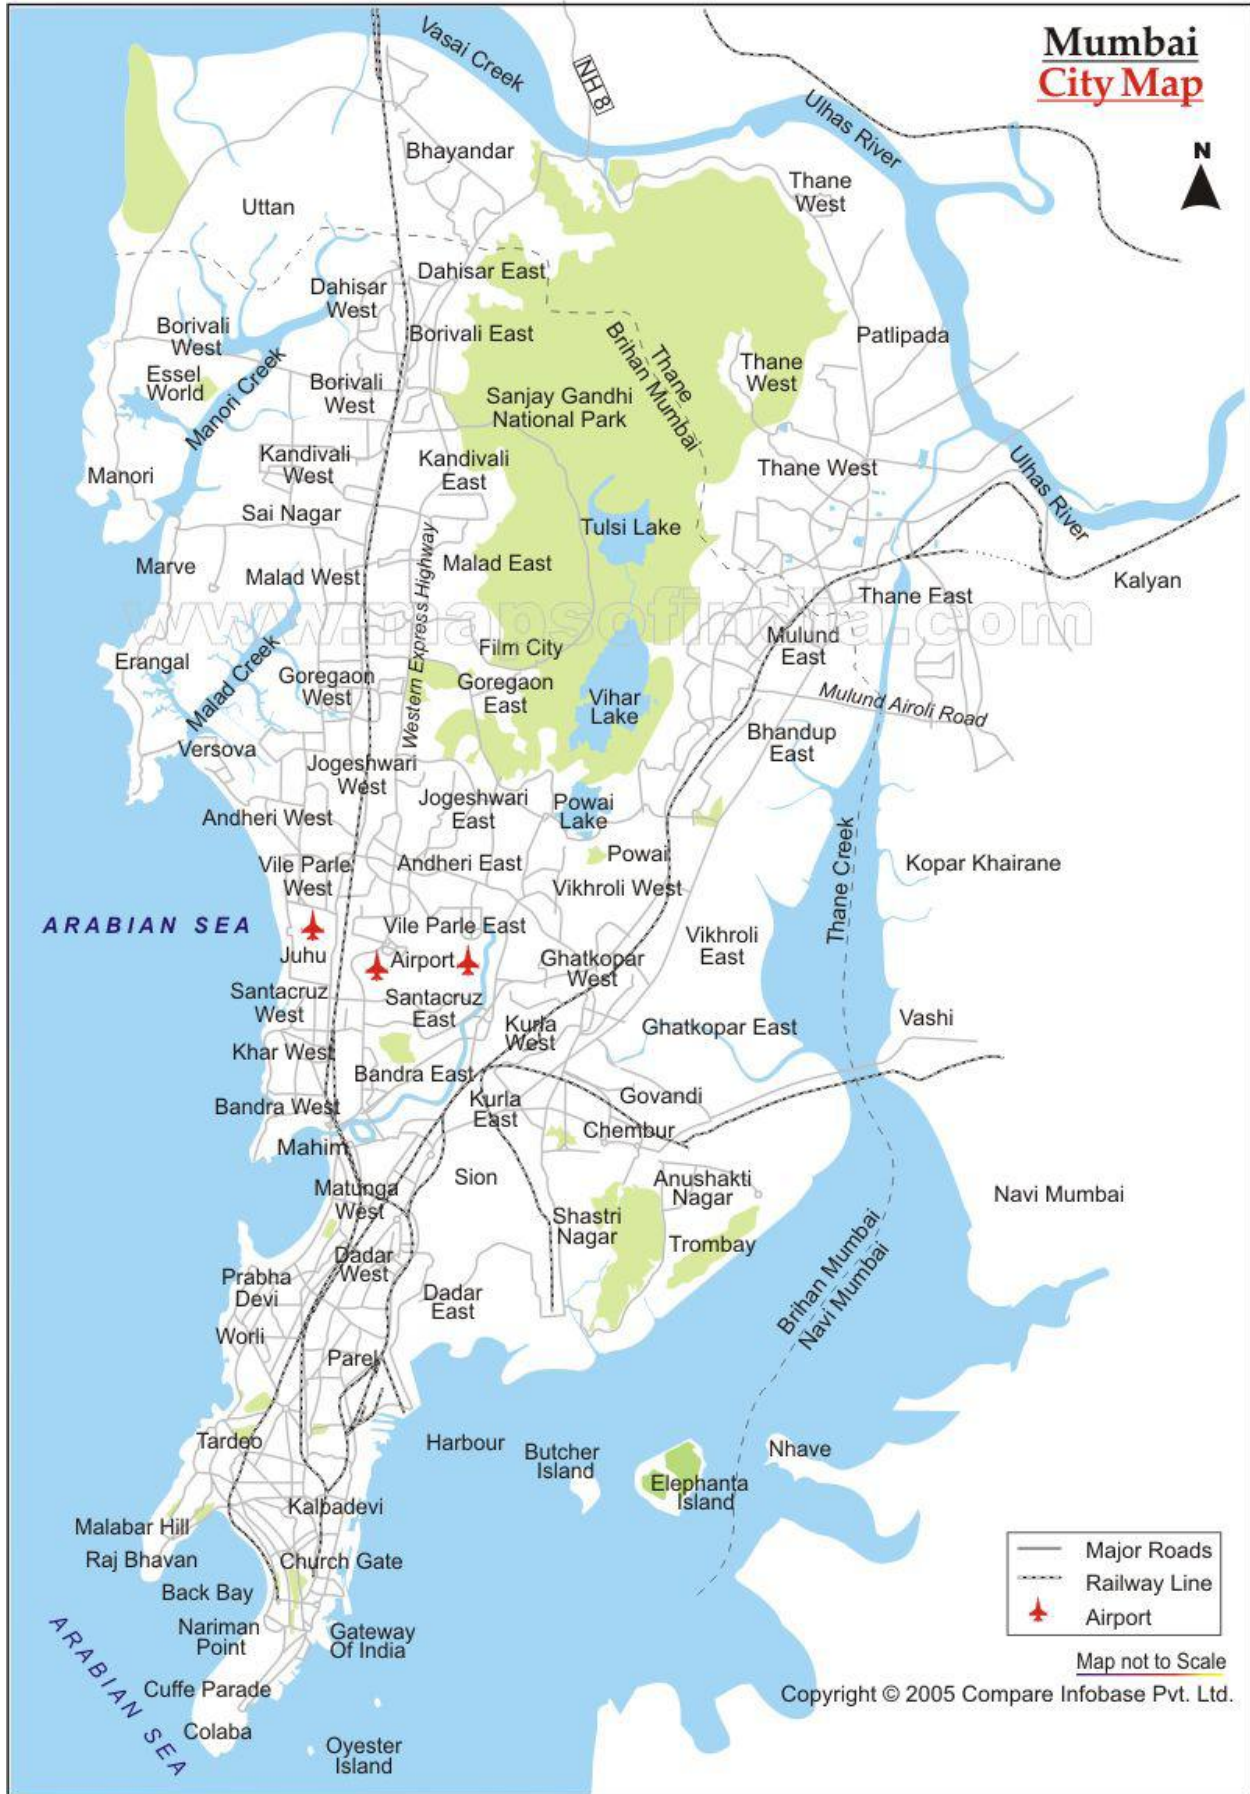 Mumbai
City Map
N
Vasai Creek
NH 8
Ulhas River
Bhayandar
Thane
West
Uttan
Dahisar East
Dahisar
West
Borivali
West
Borivali East
Patlipada
Thane
Brihan Mumbai
Thane
West
Essel
World
Manori Creek
Borivali
West
Sanjay Gandhi
National Park
Kandivali
West
Kandivali
East
Thane West
Ulhas River
Manori
Sai Nagar
Tulsi Lake
Marve
Malad West
Western Express Highway
Malad East
Kalyan
Thane East
www.mapsofindia.com
Mulund
East
Erangal
Malad Creek
Film City
Goregaon
West
Goregaon
East
Vihar
Lake
Mulund Airoli Road
Bhandup
East
Versova
Jogeshwari
West
Jogeshwari
East
Powai
Lake
Andheri West
Thane Creek
Vile Parle
West
Andheri East
Powai
Kopar Khairane
Vikhroli West
ARABIAN SEA
Vile Parle East
Vikhroli
East
Juhu
Airport
Ghatkopar
West
Santacruz
West
Santacruz
East
Kurla
West
Ghatkopar East
Vashi
Khar West
Bandra East
Bandra West
Kurla
East
Govandi
Chembur
Mahim
Sion
Anushakti
Nagar
Matunga
West
Navi Mumbai
Shastri
Nagar
Trombay
Brihan Mumbai
Navi Mumbai
Dadar
West
Prabha
Devi
Dadar
East
Worli
Parel
Tardeo
Harbour
Butcher
Island
Elephanta
Island
Nhave
Kalbadevi
Malabar Hill
Raj Bhavan
Church Gate
Back Bay
Nariman
Point
Gateway
Of India
ARABIAN SEA
Cuffe Parade
Colaba
Oyester
Island
Major Roads
Railway Line
Airport
Map not to Scale
Copyright © 2005 Compare Infobase Pvt. Ltd.